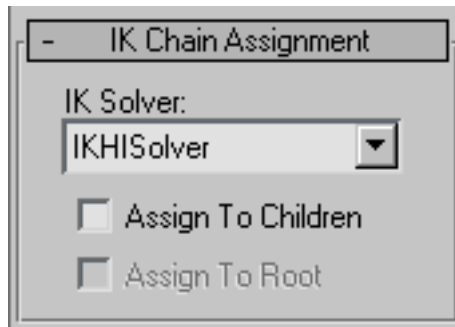 - IK Chain Assignment
IK Solver:
IKHISolver
Assign To Children
Assign To Root